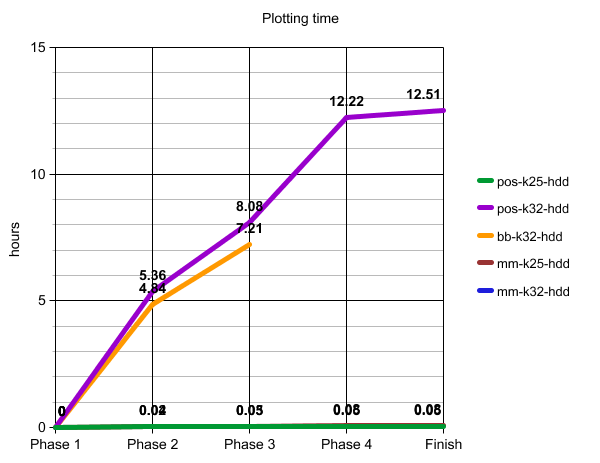 Plotting time
15
12.51
12.22
10
pos-k25-hdd
8.08
pos-k32-hdd
7.21
bb-k32-hdd
hours
mm-k25-hdd
5.36
4.84
mm-k32-hdd
5
0
Phase 1
Phase 2
Phase 3
Phase 4
Finish